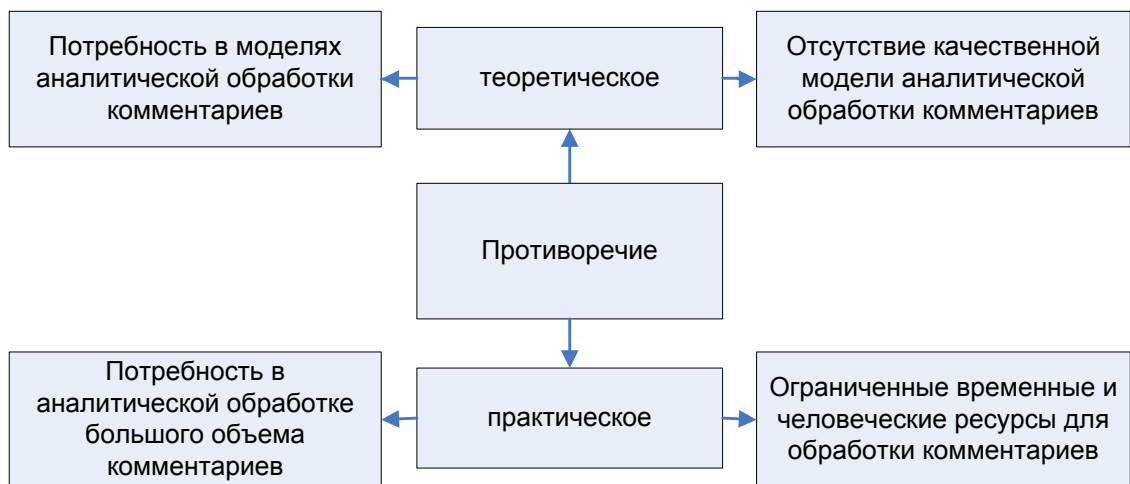 Потребность в моделях
аналитической обработки
комментариев
теоретическое
Отсутствие качественной
модели аналитической
обработки комментариев
Противоречие
Потребность в
аналитической обработке
большого объема
комментариев
практическое
Ограниченные временные и
человеческие ресурсы для
обработки комментариев